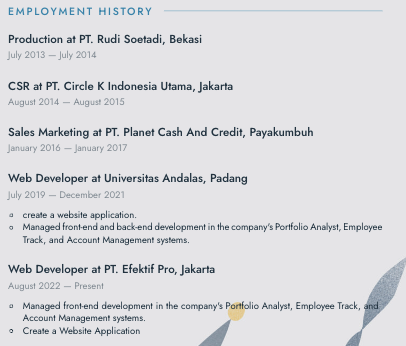 EMPLOYMENT HISTORY
Production at PT. Rudi Soetadi, Bekasi
July 2013 — July 2014
CSR at PT. Circle K Indonesia Utama, Jakarta
August 2014 — August 2015
Sales Marketing at PT. Planet Cash And Credit, Payakumbuh
January 2016 — January 2017
Web Developer at Universitas Andalas, Padang
July 2019 — December 2021
create a website application.
Managed front-end and back-end development in the company's Portfolio Analyst, Employee
Track, and Account Management systems.
Web Developer at PT. Efektif Pro, Jakarta
August 2022 — Present
Managed front-end development in the company's Portfolio Analyst, Employee Track, and
Account Management systems.
Create a Website Application